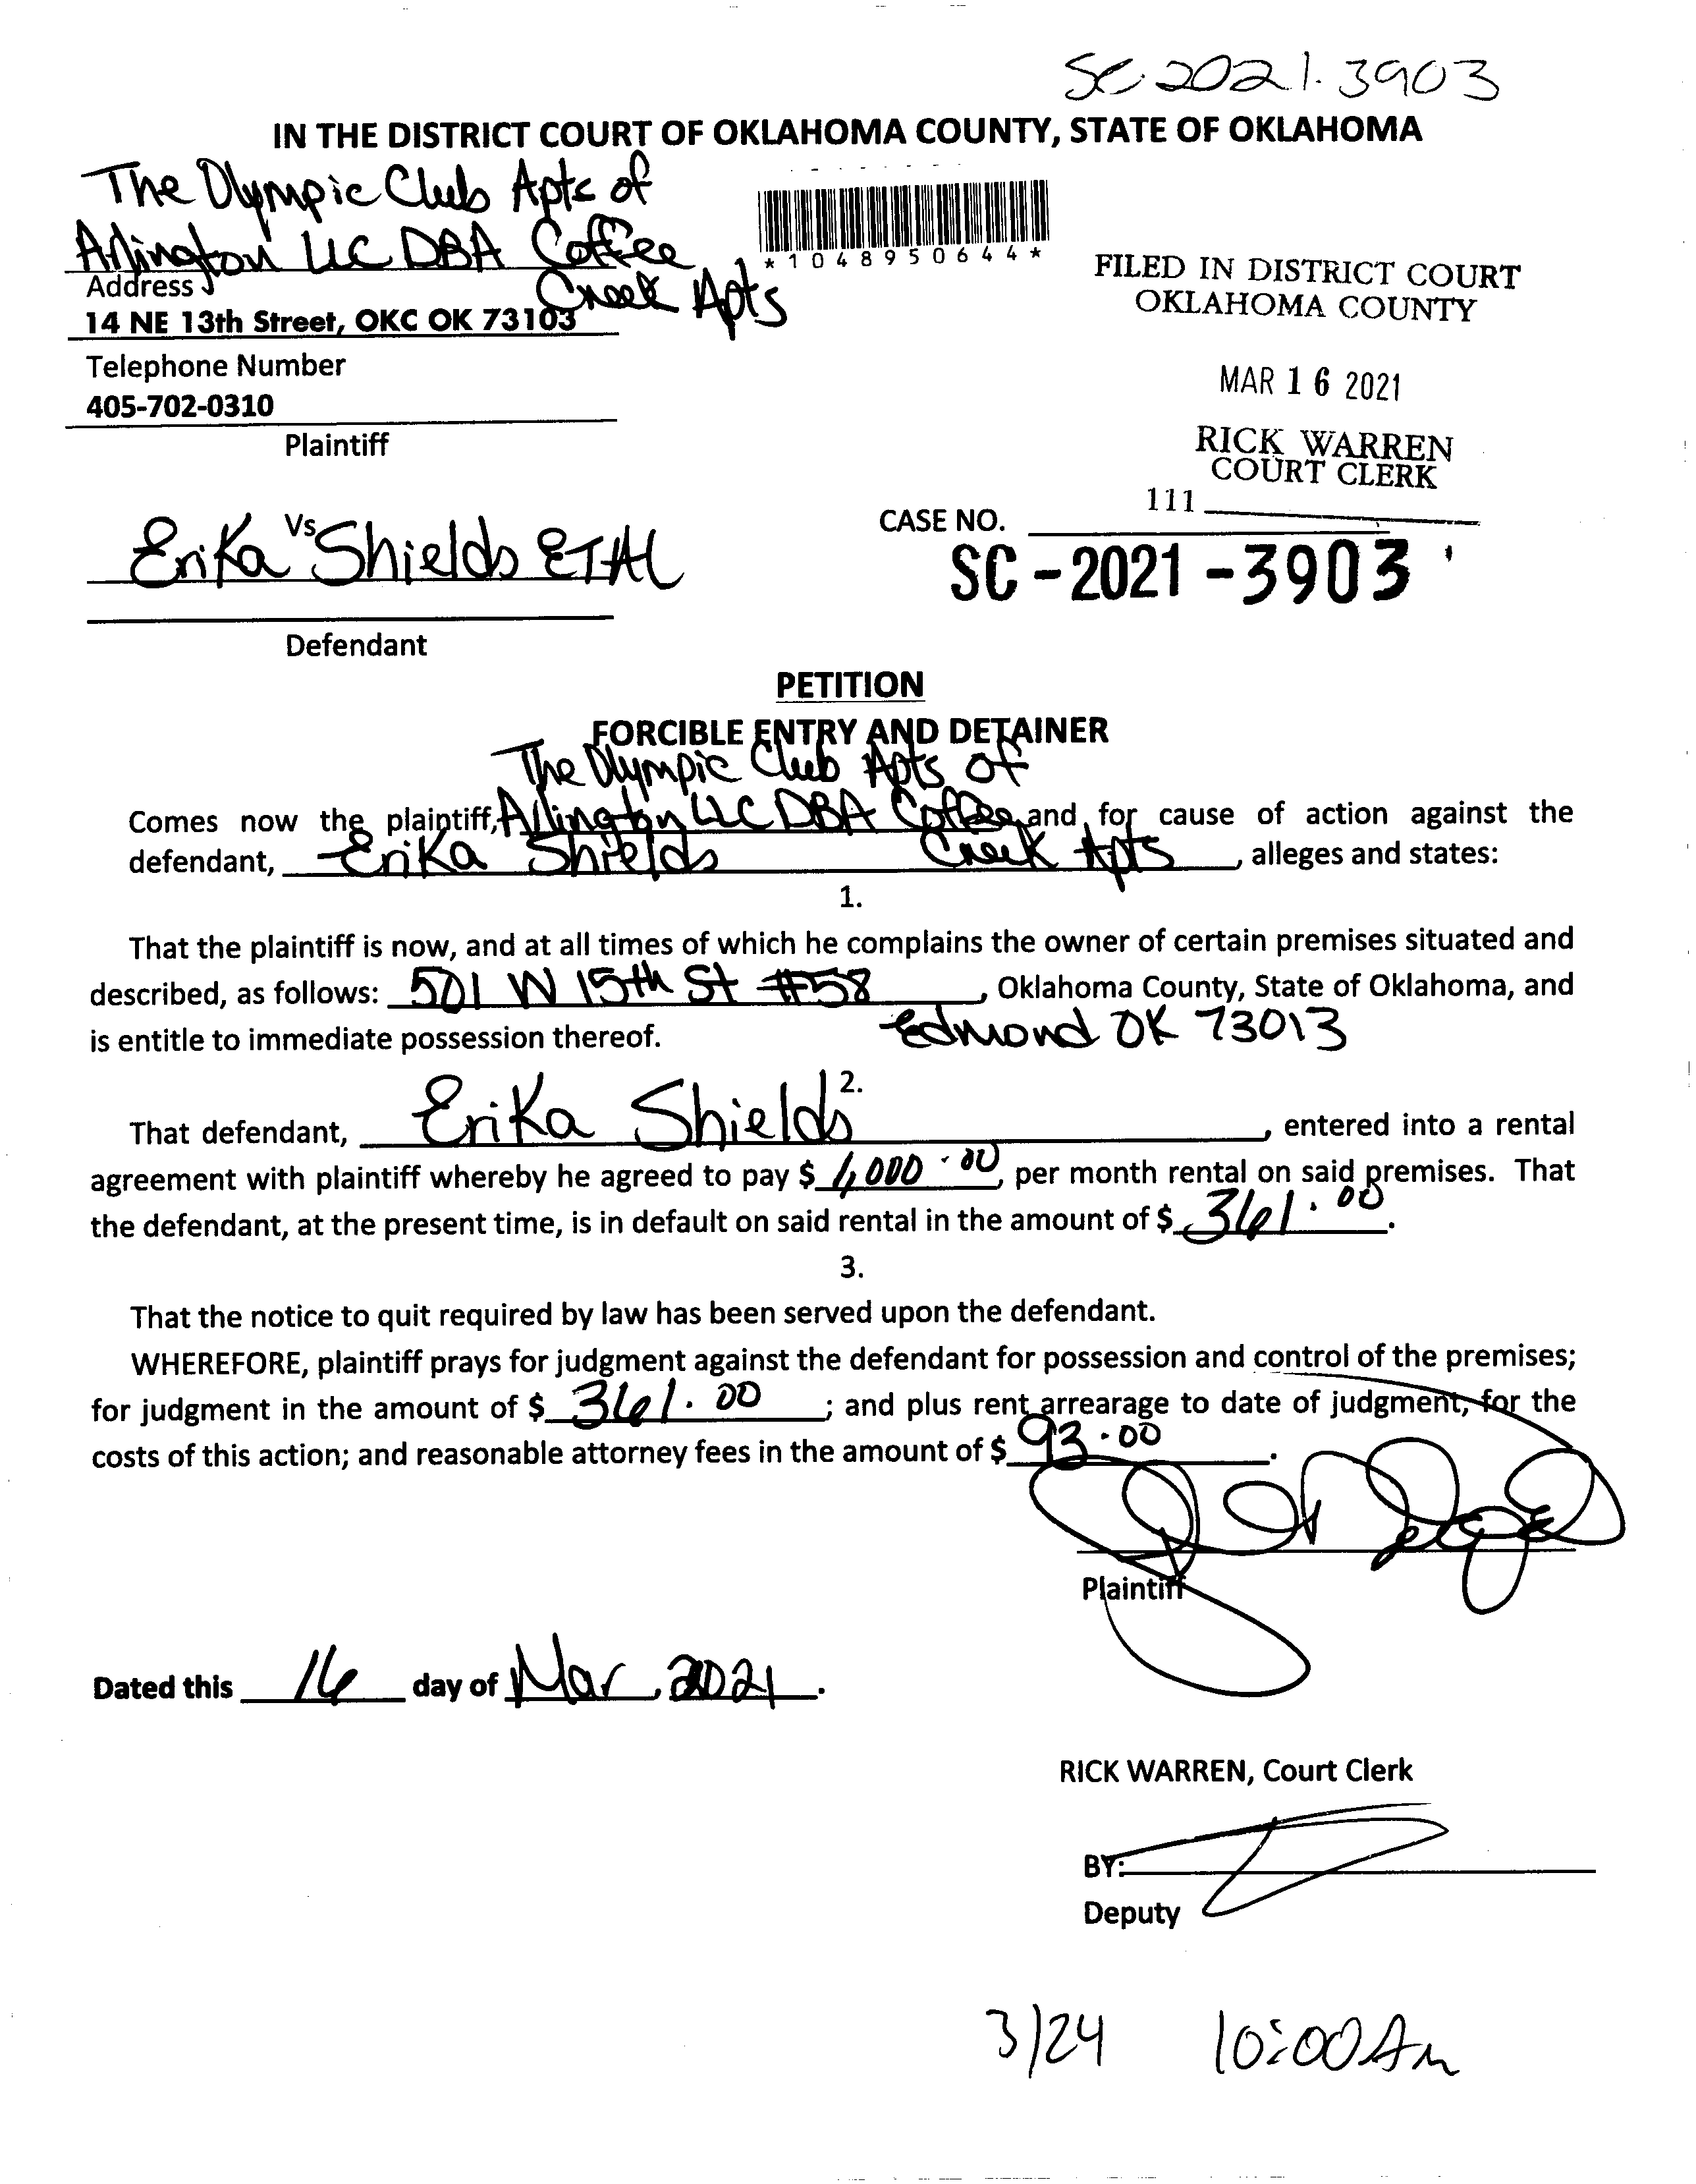 SC·2021·3903
IN THE DISTRICT COURT OF OKLAHOMA COUNTY, STATE OF OKLAHOMA
The Olympic Club Apts of
Arlington LLC DBA Coffee
Creek Apts
Address
14 NE 13th Street, OKC OK 73103
Telephone Number
405-702-0310
Plaintiff
*1048950644*
FILED IN DISTRICT COURT
OKLAHOMA COUNTY
MAR 16 2021
RICK WARREN
COURT CLERK
111
Vs
Erika Shields ETAL
Defendant
CASE NO.
SC-2021-3903
PETITION
FORCIBLE ENTRY AND DETAINER
The Olympic Club Apts of
Comes now the plaintiff, Arlington LLC DBA Coffee and for cause of action against the
Creek Apts
defendant, Erika Shields, alleges and states:
1.
That the plaintiff is now, and at all times of which he complains the owner of certain premises situated and
described, as follows: 501 W 15th St #58, Oklahoma County, State of Oklahoma, and
Edmond OK 73013
is entitle to immediate possession thereof.
2.
That defendant, Erika Shields, entered into a rental
agreement with plaintiff whereby he agreed to pay $ 1,000.00, per month rental on said premises. That
the defendant, at the present time, is in default on said rental in the amount of $ 361.00.
3.
That the notice to quit required by law has been served upon the defendant.
WHEREFORE, plaintiff prays for judgment against the defendant for possession and control of the premises;
for judgment in the amount of $ 361.00; and plus rent arrearage to date of judgment, for the
costs of this action; and reasonable attorney fees in the amount of $ 93.00.
Plaintiff
Dated this 16 day of Mar, 2021.
RICK WARREN, Court Clerk
BY:
Deputy
3/24 10:00 Am